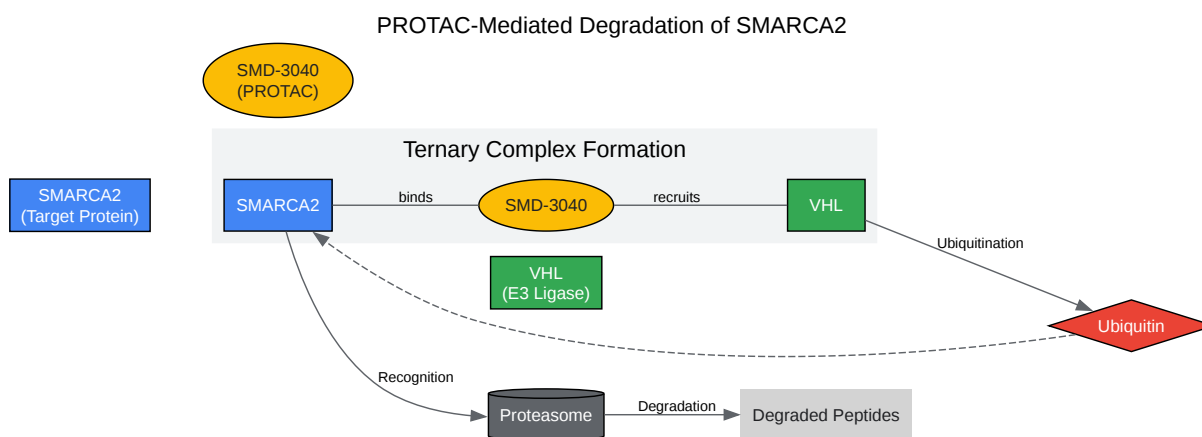 PROTAC-Mediated Degradation of SMARCA2
SMD-3040
(PROTAC)
Ternary Complex Formation
SMARCA2
(Target Protein)
SMARCA2
binds
SMD-3040
recruits
VHL
Ubiquitination
VHL
(E3 Ligase)
Ubiquitin
Recognition
Proteasome
Degradation
Degraded Peptides